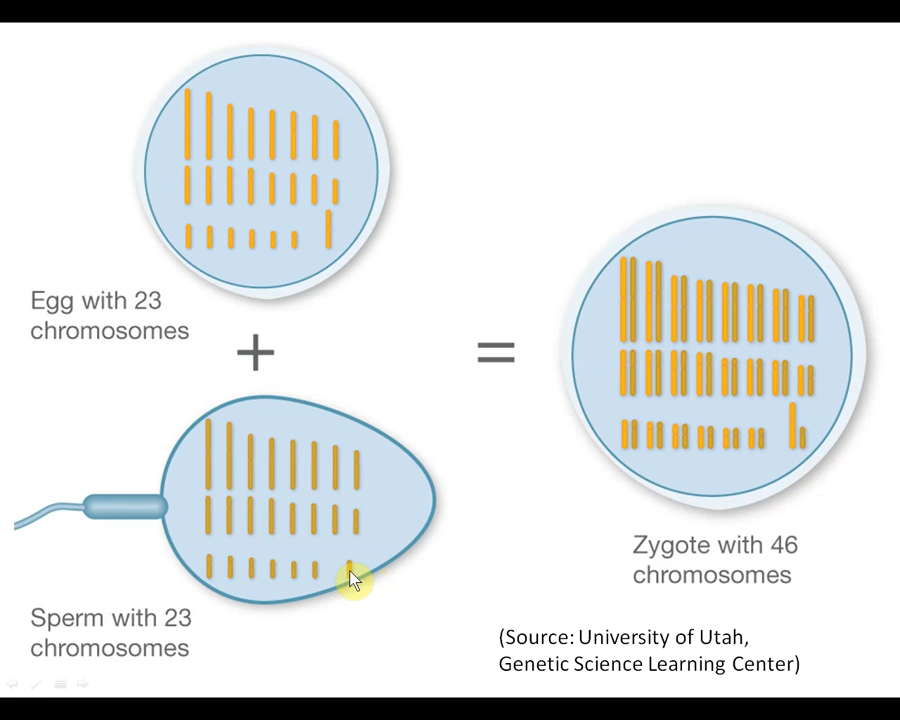 Egg with 23
chromosomes
+
=
Sperm with 23
chromosomes
Zygote with 46
chromosomes
(Source: University of Utah,
Genetic Science Learning Center)